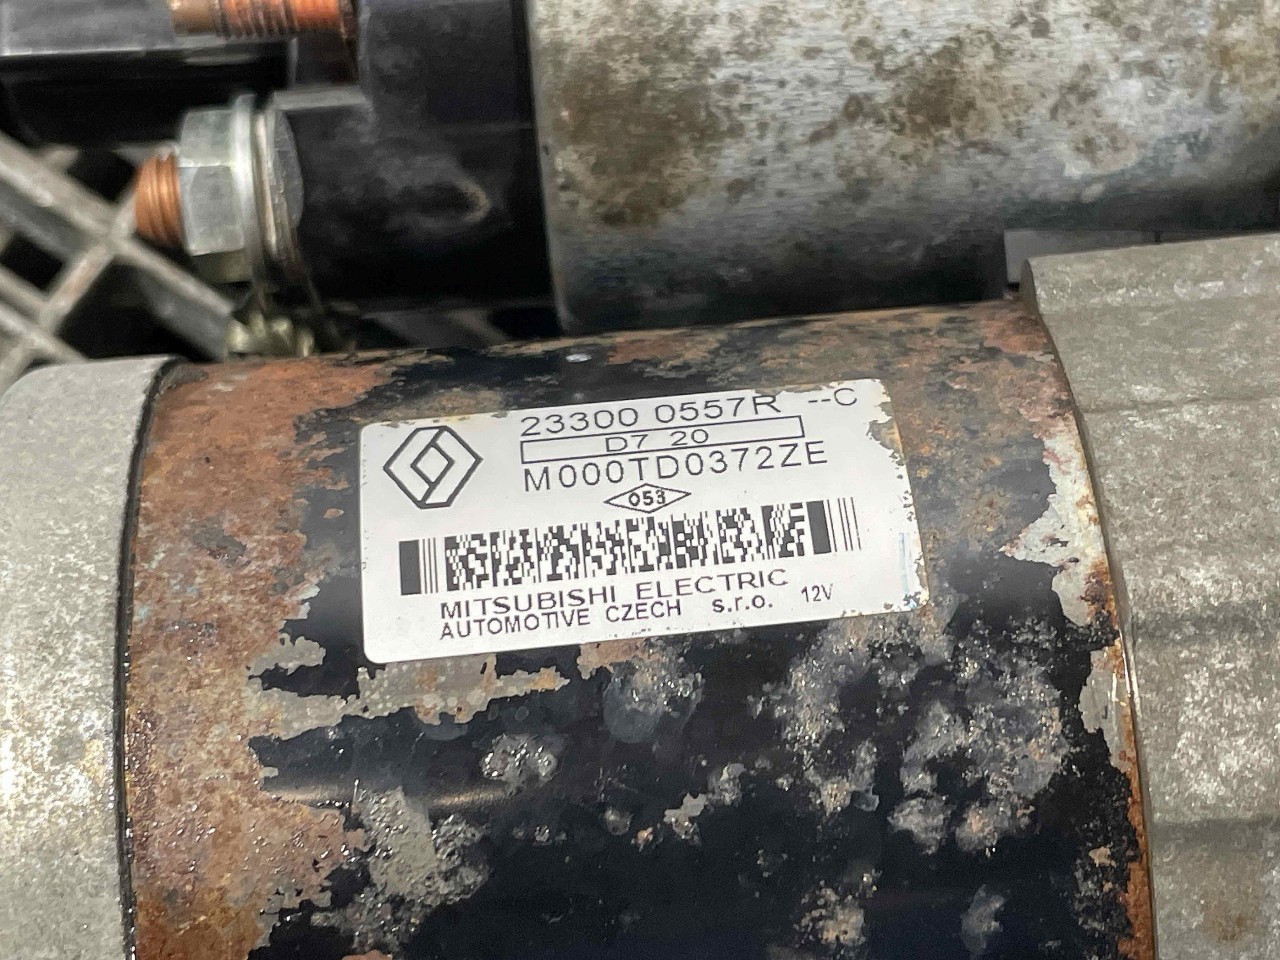 23300 0557R --C
D7 20
M000TD0372ZE
053
MITSUBISHI ELECTRIC
AUTOMOTIVE CZECH s.r.o. 12V